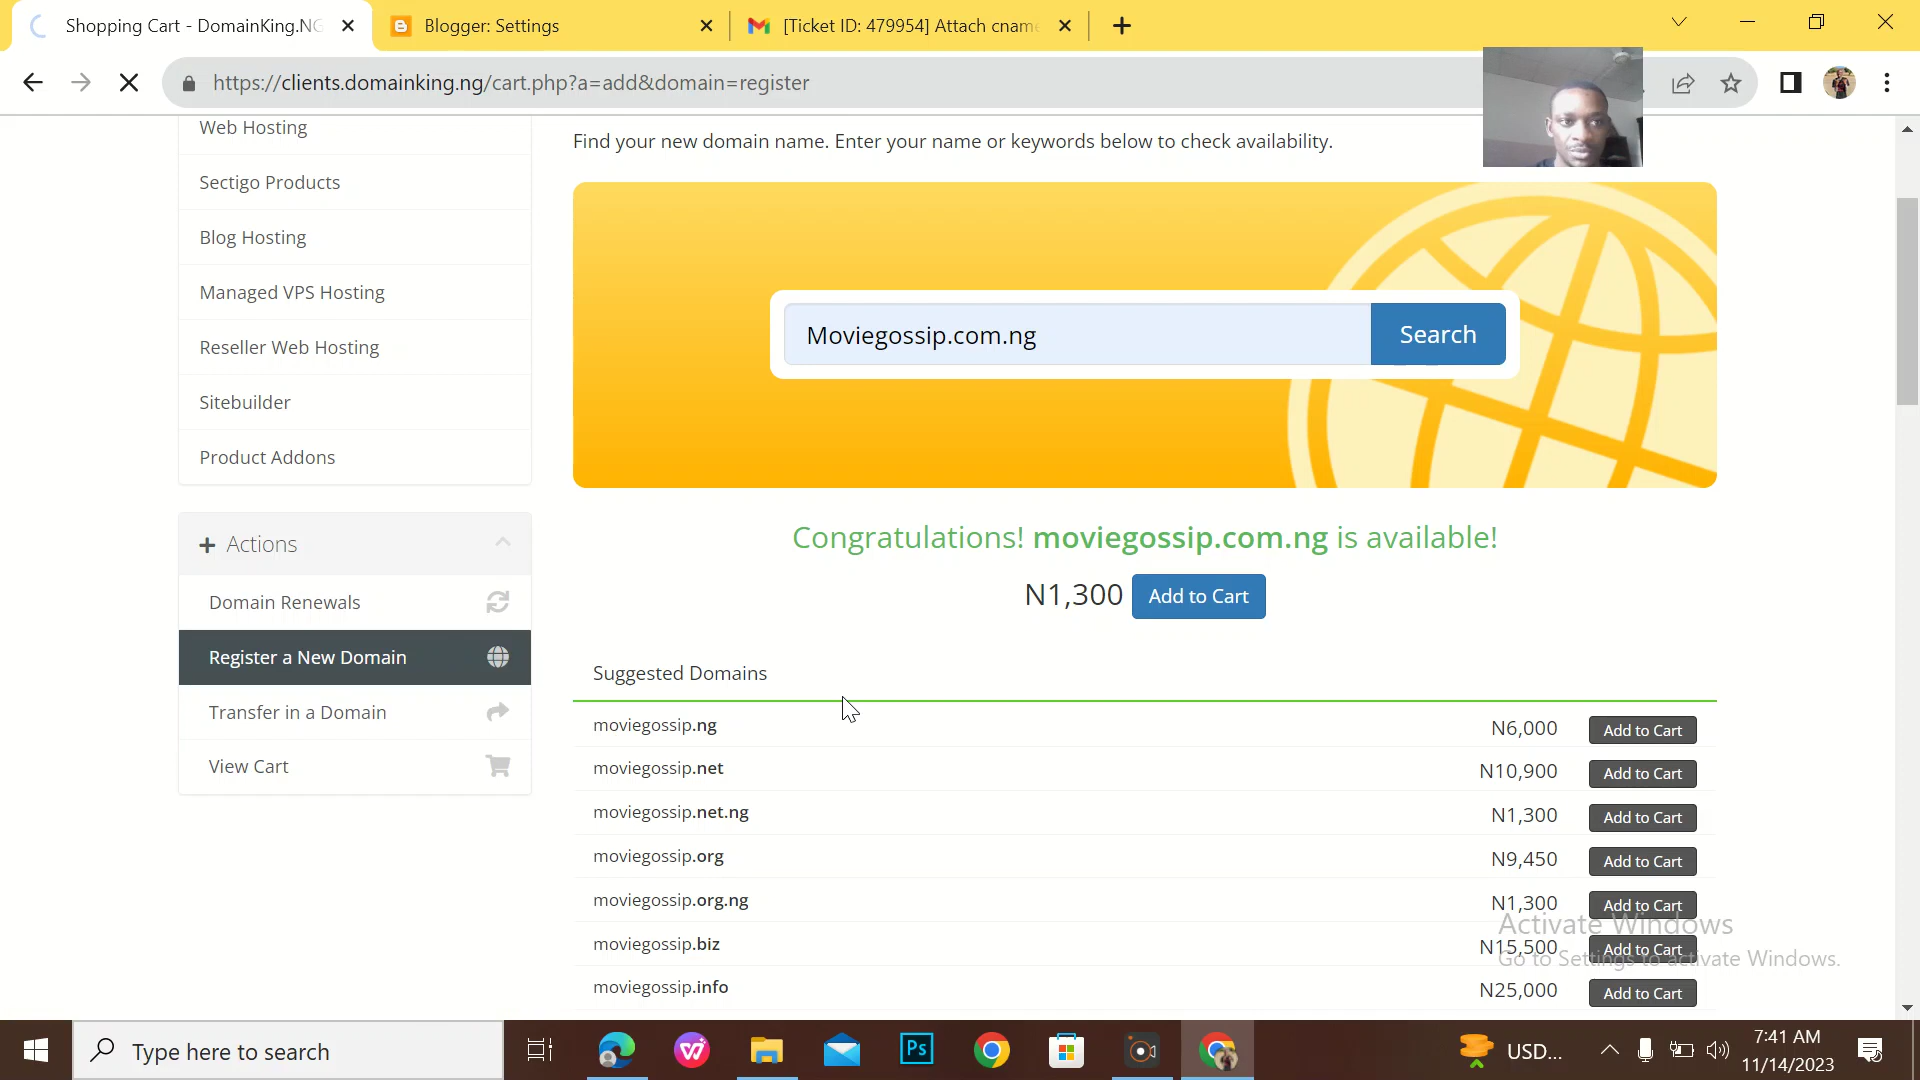 Shopping Cart - DomainKing.NG
Blogger: Settings
[Ticket ID: 479954] Attach cname
https://clients.domainking.ng/cart.php?a=add&domain=register
Web Hosting
Sectigo Products
Blog Hosting
Managed VPS Hosting
Reseller Web Hosting
Sitebuilder
Product Addons
Actions
Domain Renewals
Register a New Domain
Transfer in a Domain
View Cart
Find your new domain name. Enter your name or keywords below to check availability.
Moviegossip.com.ng
Search
Congratulations! moviegossip.com.ng is available!
N1,300 Add to Cart
Suggested Domains
moviegossip.ng N6,000 Add to Cart
moviegossip.net N10,900 Add to Cart
moviegossip.net.ng N1,300 Add to Cart
moviegossip.org N9,450 Add to Cart
moviegossip.org.ng N1,300 Add to Cart
moviegossip.biz N15,500 Add to Cart
moviegossip.info N25,000 Add to Cart
Activate Windows
Go to Settings to activate Windows.
Type here to search
Ps
USD...
7:41 AM
11/14/2023